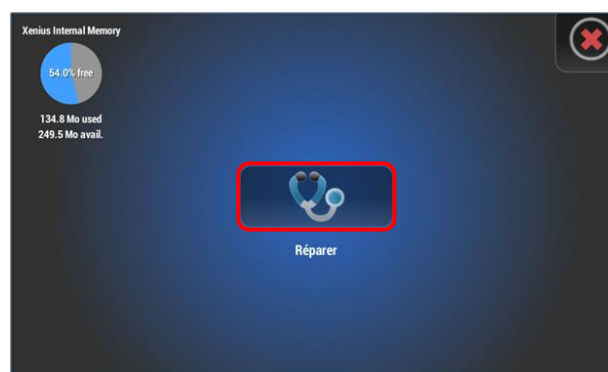 Xenius Internal Memory
54.0% free
134.8 Mo used
249.5 Mo avail.
Réparer